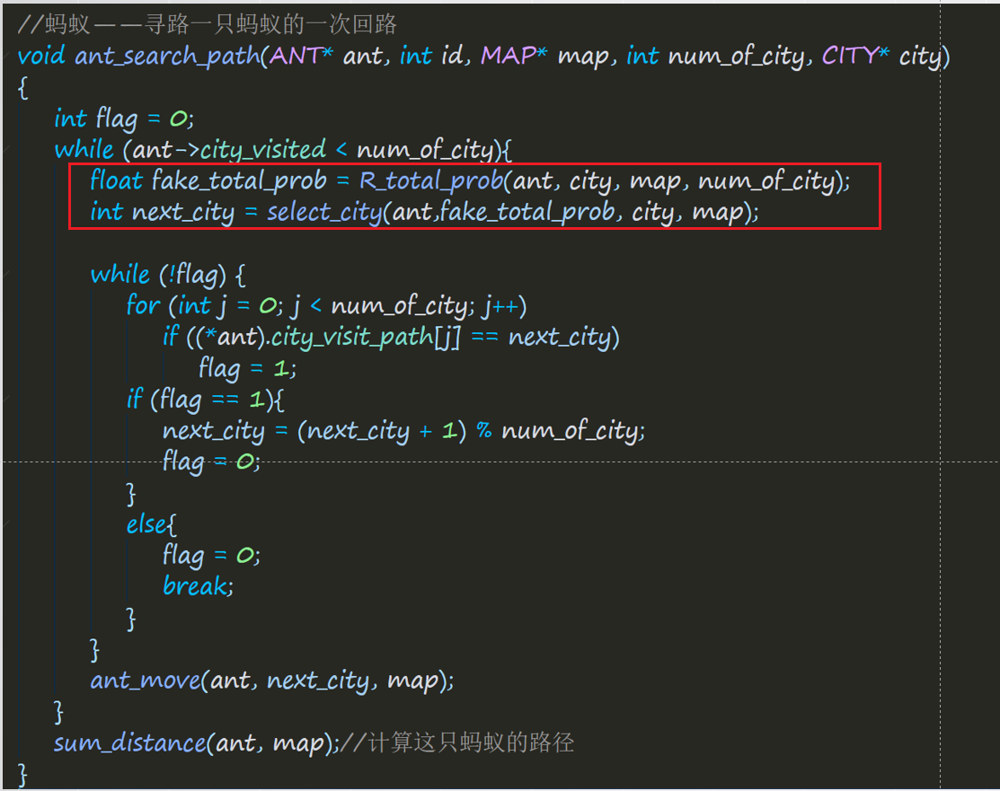 //蚂蚁——寻路一只蚂蚁的一次回路
void ant_search_path(ANT* ant, int id, MAP* map, int num_of_city, CITY* city)
{
int flag = 0;
while (ant->city_visited < num_of_city){
float fake_total_prob = R_total_prob(ant, city, map, num_of_city);
int next_city = select_city(ant,fake_total_prob, city, map);
while (!flag) {
for (int j = 0; j < num_of_city; j++)
if ((*ant).city_visit_path[j] == next_city)
flag = 1;
if (flag == 1){
next_city = (next_city + 1) % num_of_city;
flag = 0;
}
else{
flag = 0;
break;
}
}
ant_move(ant, next_city, map);
}
sum_distance(ant, map);//计算这只蚂蚁的路径
}